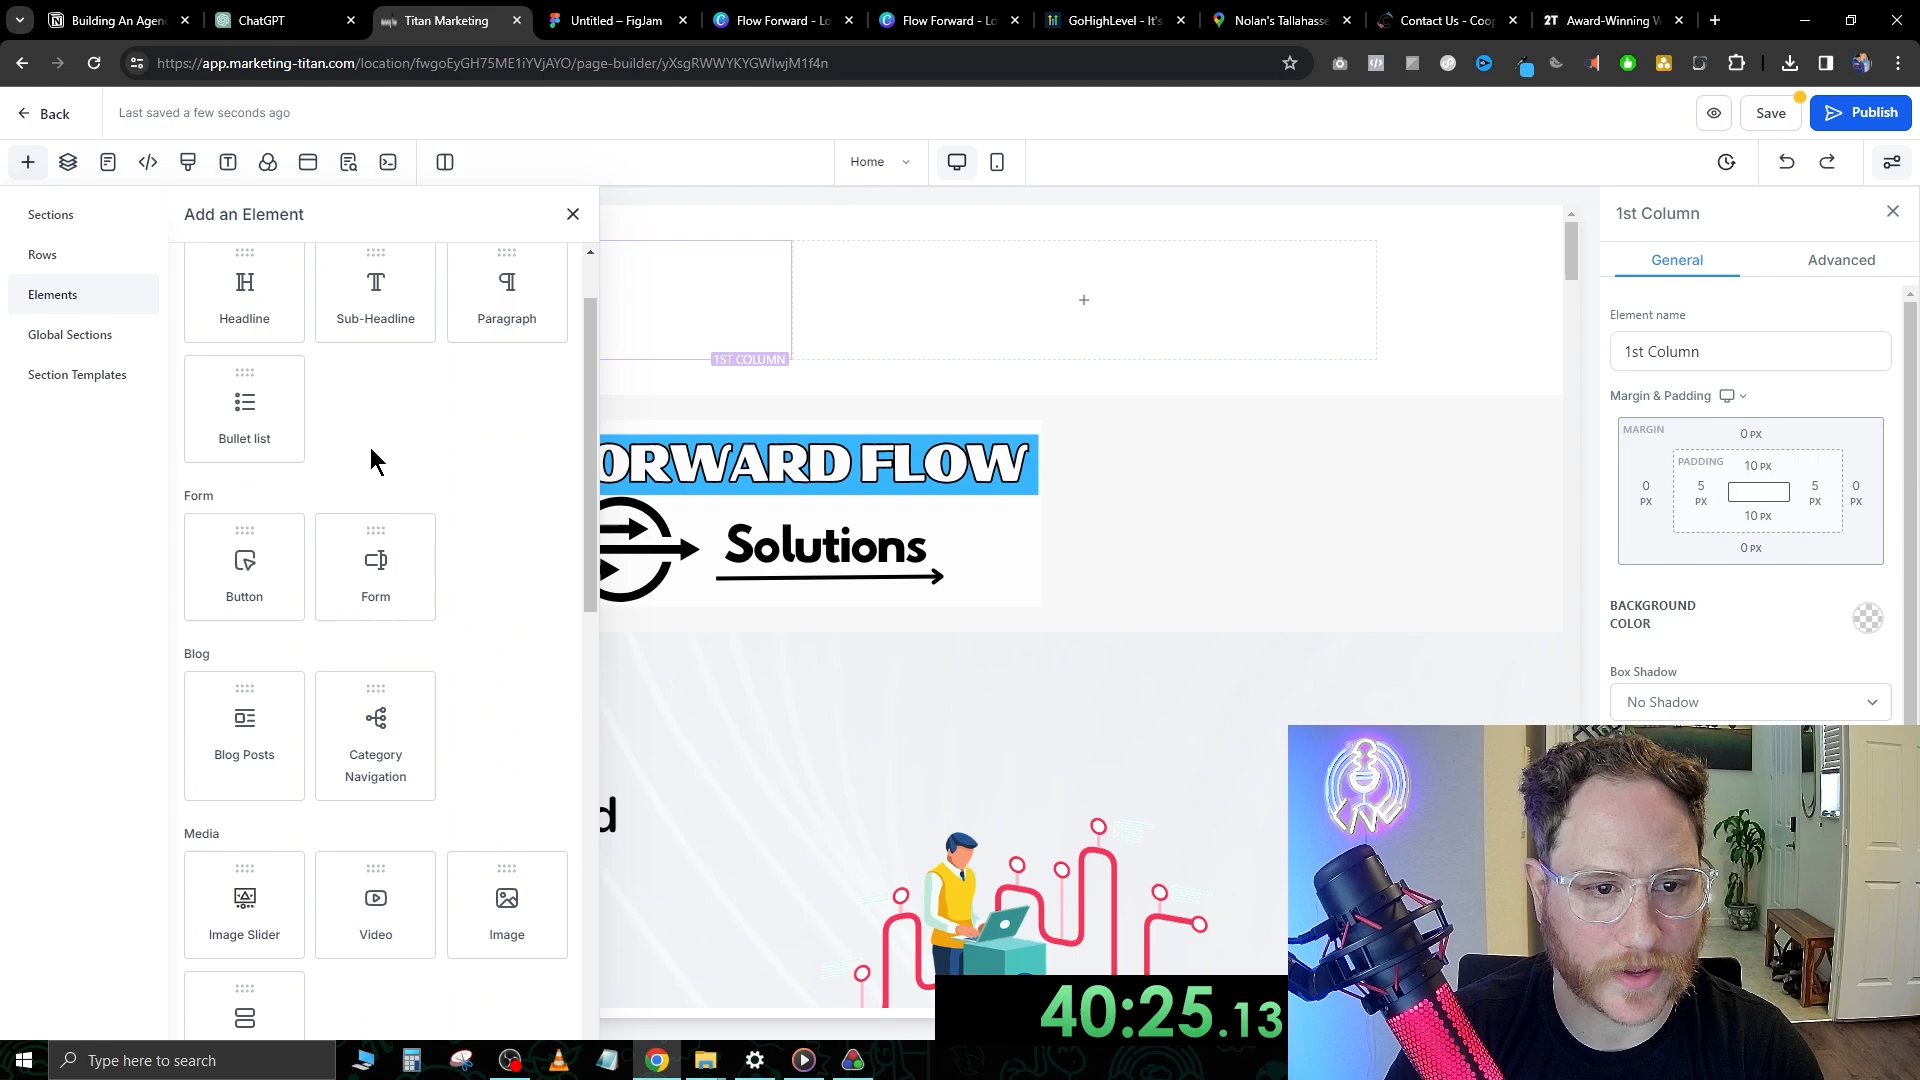 Building An Agen
ChatGPT
Titan Marketing
Untitled – FigJam
Flow Forward - Lo
Flow Forward - Lo
GoHighLevel - It's
Nolan's Tallahasse
Contact Us - Coop
2T Award-Winning W
https://app.marketing-titan.com/location/fwgoEyGH75ME1iYVjAYO/page-builder/yXsgRWWYKYGWlwjM1f4n
Back
Last saved a few seconds ago
Save
Publish
Home
Sections
Rows
Elements
Global Sections
Section Templates
Add an Element
Headline
Sub-Headline
Paragraph
Bullet list
Form
Button
Form
Blog
Blog Posts
Category
Navigation
Media
Image Slider
Video
Image
1ST COLUMN
ORWARD FLOW
Solutions
d
1st Column
General
Advanced
Element name
1st Column
Margin & Padding
MARGIN
0 PX
PADDING
10 PX
0
PX
5
PX
5
PX
0
PX
10 PX
0 PX
BACKGROUND
COLOR
Box Shadow
No Shadow
40:25.13
Type here to search